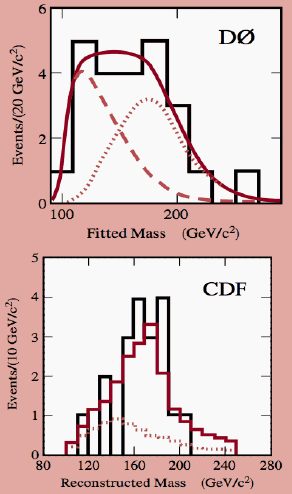 6
DØ
4
2
0
Events/(20 GeV/c²)
100 200
Fitted Mass (GeV/c²)
5
CDF
4
3
2
1
0
Events/(10 GeV/c²)
80 120 160 200 240 280
Reconstructed Mass (GeV/c²)